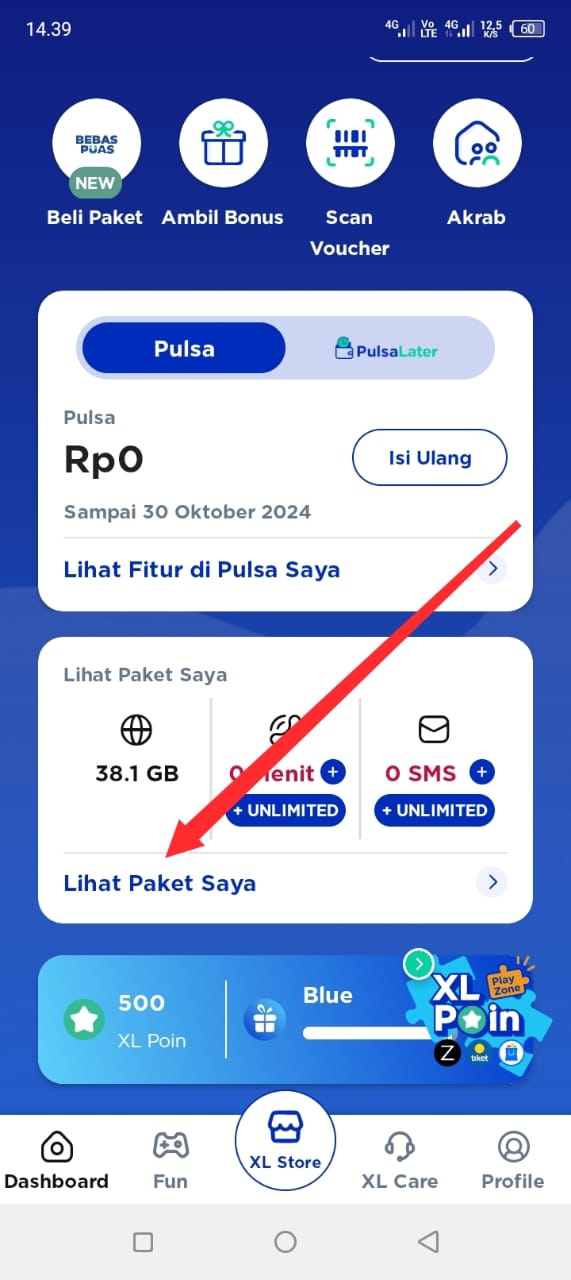 14.39
4G
Vo
LTE
4G
12,5
K/S
60
BEBAS
PUAS
NEW
Beli Paket
Ambil Bonus
Scan
Voucher
Akrab
Pulsa
PulsaLater
Pulsa
Rp0
Isi Ulang
Sampai 30 Oktober 2024
Lihat Fitur di Pulsa Saya
Lihat Paket Saya
38.1 GB
0 Menit
0 SMS
+ UNLIMITED
+ UNLIMITED
Lihat Paket Saya
500
XL Poin
Blue
XL
Play
Zone
Poin
Z
tiket
Dashboard
Fun
XL Store
XL Care
Profile